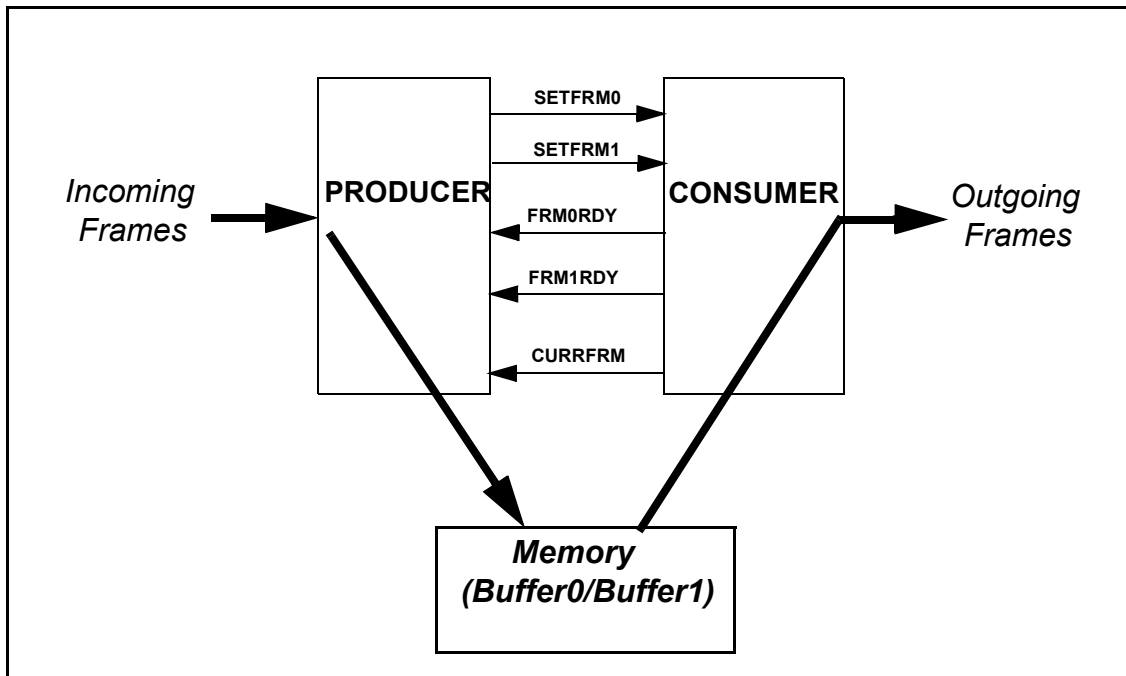 SETFRM0
SETFRM1
PRODUCER
CONSUMER
Incoming
Frames
Outgoing
Frames
FRM0RDY
FRM1RDY
CURRFRM
Memory
(Buffer0/Buffer1)